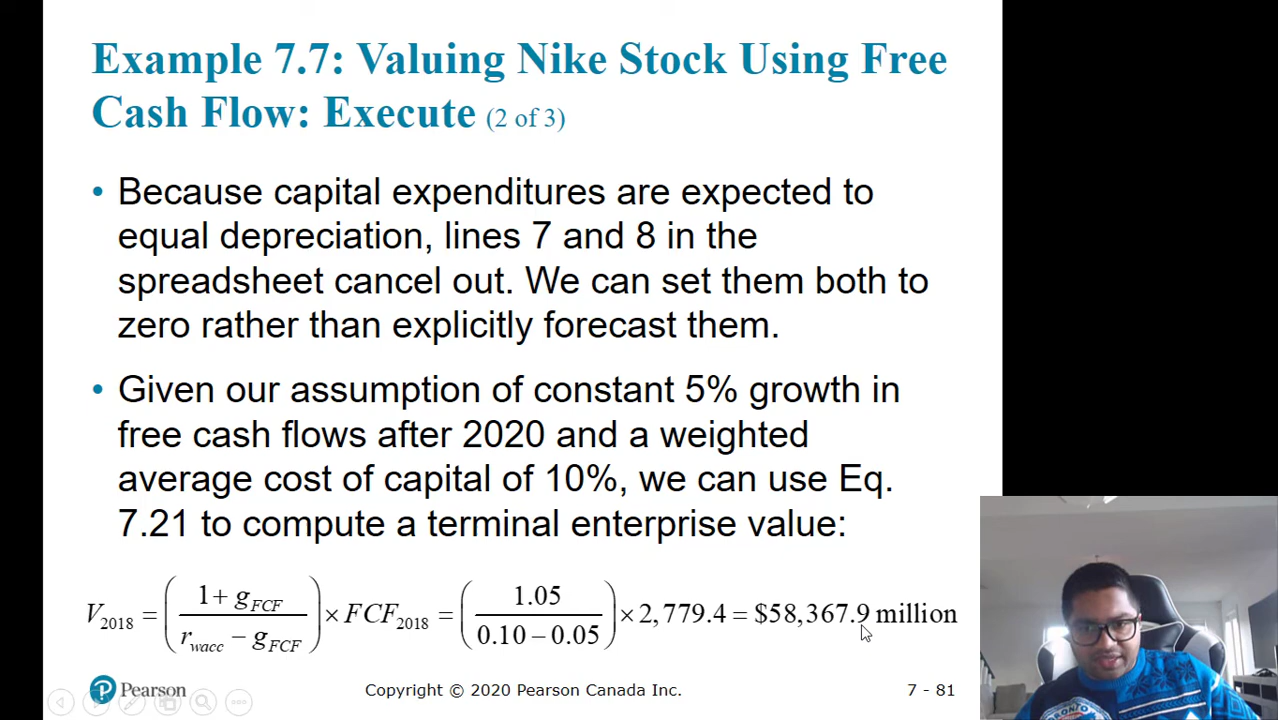 Example 7.7: Valuing Nike Stock Using Free
Cash Flow: Execute (2 of 3)
• Because capital expenditures are expected to
equal depreciation, lines 7 and 8 in the
spreadsheet cancel out. We can set them both to
zero rather than explicitly forecast them.
• Given our assumption of constant 5% growth in
free cash flows after 2020 and a weighted
average cost of capital of 10%, we can use Eq.
7.21 to compute a terminal enterprise value:
V_2018 = ((1 + g_FCF) / (r_wacc − g_FCF)) × FCF_2018 = (1.05 / (0.10 − 0.05)) × 2,779.4 = $58,367.9 million
Pearson
Copyright © 2020 Pearson Canada Inc.
7 - 81